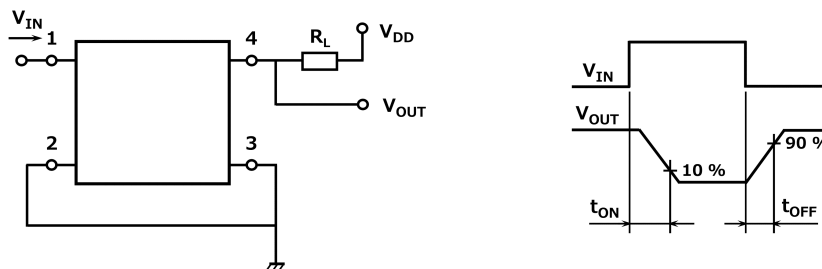 VIN
1
4
RL
VDD
VOUT
2
3
VIN
VOUT
10 %
90 %
tON
tOFF